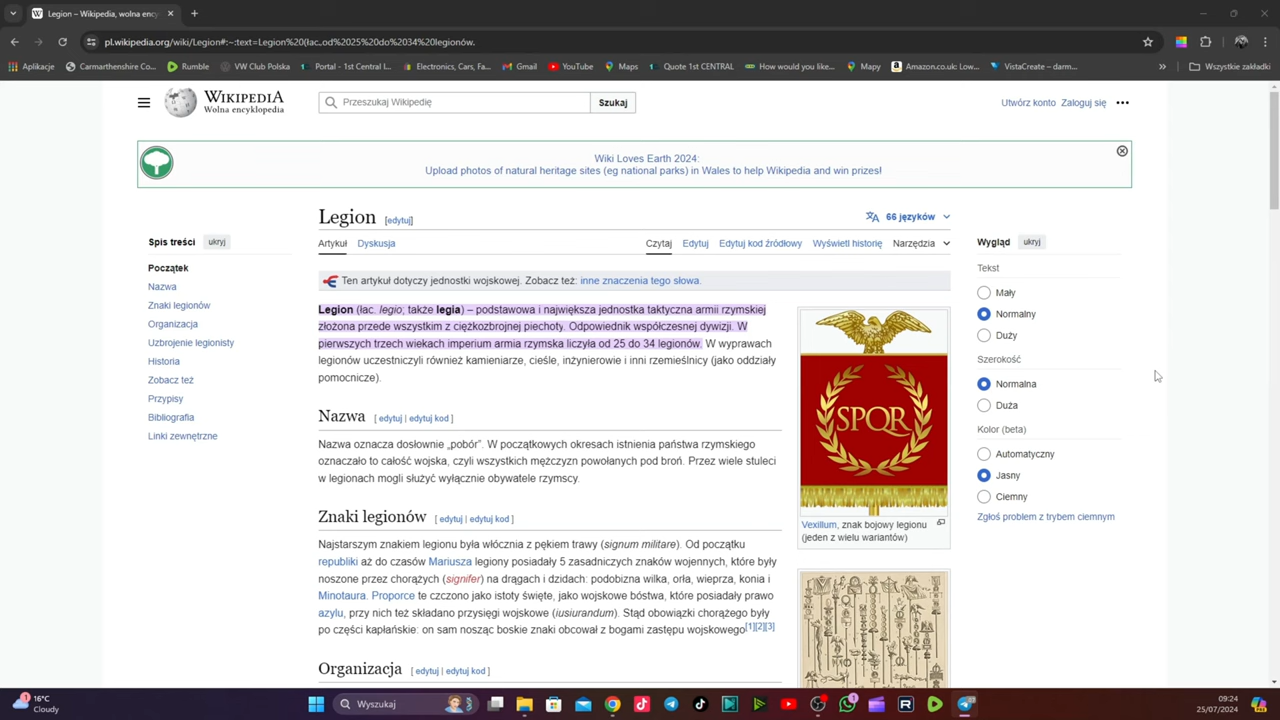 Legion – Wikipedia, wolna ency
pl.wikipedia.org/wiki/Legion#:~:text=Legion%20(łac,od%2025%20do%2034%20legionów.
Aplikacje
Carmarthenshire Co...
Rumble
VW Club Polska
Portal – 1st Central I...
Electronics, Cars, Fa...
Gmail
YouTube
Maps
Quote 1st CENTRAL
How would you like...
Mapy
Amazon.co.uk: Low...
VistaCreate – darm...
Wszystkie zakładki
WIKIPEDIA
Wolna encyklopedia
Przeszukaj Wikipedię
Szukaj
Utwórz konto
Zaloguj się
Wiki Loves Earth 2024:
Upload photos of natural heritage sites (eg national parks) in Wales to help Wikipedia and win prizes!
Spis treści
ukryj
Początek
Nazwa
Znaki legionów
Organizacja
Uzbrojenie legionisty
Historia
Zobacz też
Przypisy
Bibliografia
Linki zewnętrzne
Legion [edytuj]
66 języków
Artykuł
Dyskusja
Czytaj
Edytuj
Edytuj kod źródłowy
Wyświetl historię
Narzędzia
Ten artykuł dotyczy jednostki wojskowej. Zobacz też: inne znaczenia tego słowa.
Legion (łac. legio; także legia) – podstawowa i największa jednostka taktyczna armii rzymskiej
złożona przede wszystkim z ciężkozbrojnej piechoty. Odpowiednik współczesnej dywizji. W
pierwszych trzech wiekach imperium armia rzymska liczyła od 25 do 34 legionów. W wyprawach
legionów uczestniczyli również kamieniarze, cieśle, inżynierowie i inni rzemieślnicy (jako oddziały
pomocnicze).
Nazwa [ edytuj | edytuj kod ]
Nazwa oznacza dosłownie „pobór”. W początkowych okresach istnienia państwa rzymskiego
oznaczało to całość wojska, czyli wszystkich mężczyzn powołanych pod broń. Przez wiele stuleci
w legionach mogli służyć wyłącznie obywatele rzymscy.
Znaki legionów [ edytuj | edytuj kod ]
Najstarszym znakiem legionu była włócznia z pękiem trawy (signum militare). Od początku
republiki aż do czasów Mariusza legiony posiadały 5 zasadniczych znaków wojennych, które były
noszone przez chorążych (signifer) na drągach i dzidach: podobizna wilka, orła, wieprza, konia i
Minotaura. Proporce te czczono jako istoty święte, jako wojskowe bóstwa, które posiadały prawo
azylu, przy nich też składano przysięgi wojskowe (iusiurandum). Stąd obowiązki chorążego były
po części kapłańskie: on sam nosząc boskie znaki obcował z bogami zastępu wojskowego[1][2][3]
Organizacja [ edytuj | edytuj kod ]
SPQR
Vexillum, znak bojowy legionu
(jeden z wielu wariantów)
Wygląd
ukryj
Tekst
Mały
Normalny
Duży
Szerokość
Normalna
Duża
Kolor (beta)
Automatyczny
Jasny
Ciemny
Zgłoś problem z trybem ciemnym
1
16°C
Cloudy
Wyszukaj
1
09:24
25/07/2024